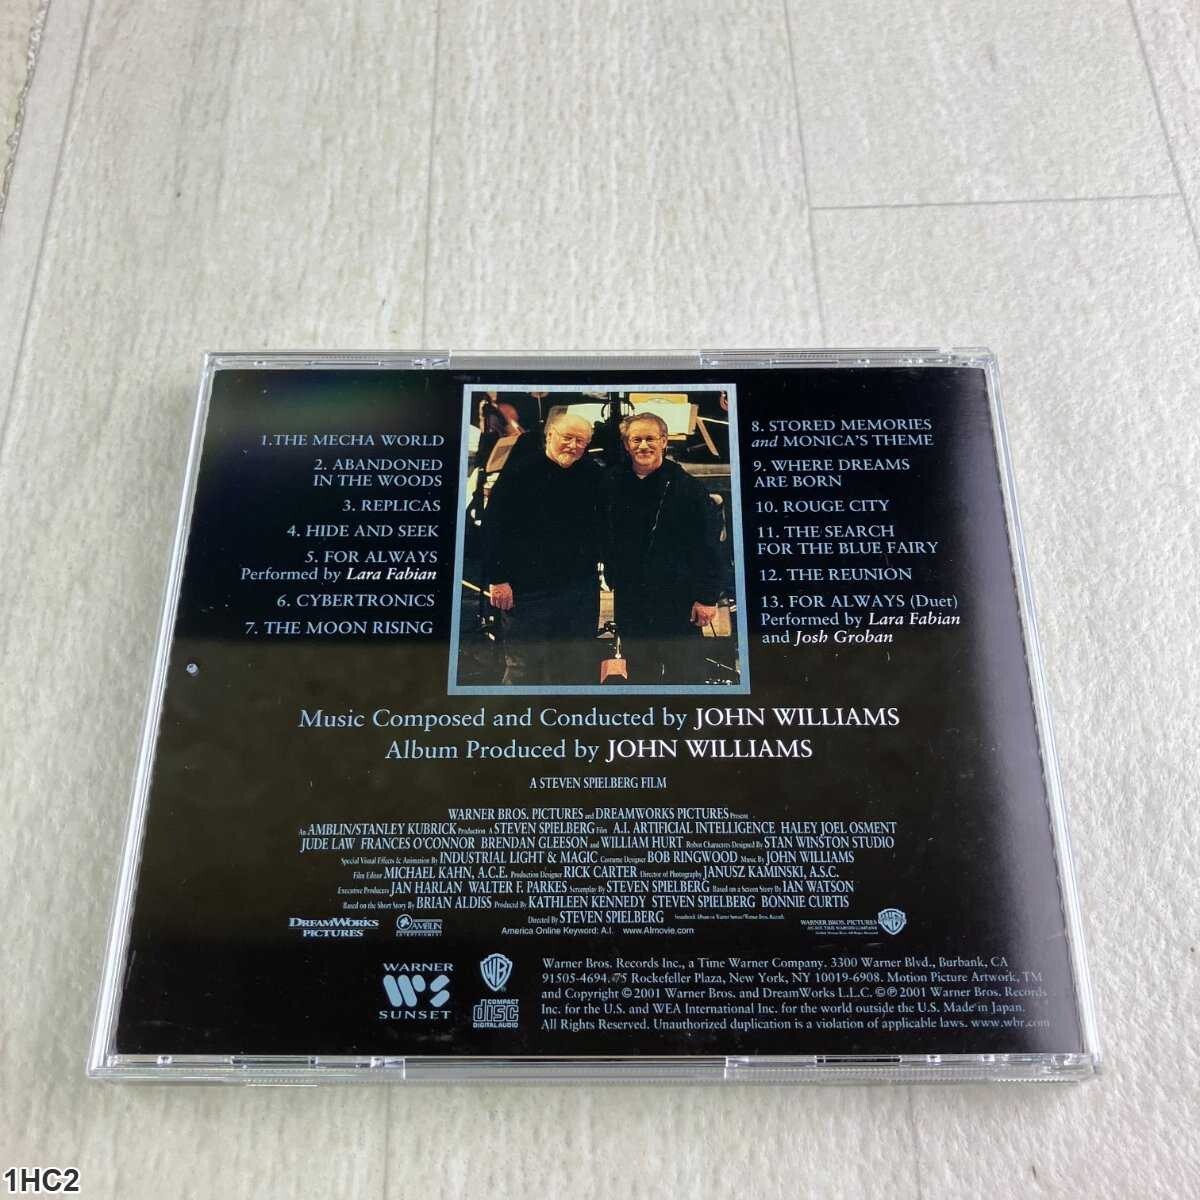 1.THE MECHA WORLD
2. ABANDONED
IN THE WOODS
3. REPLICAS
4. HIDE AND SEEK
5. FOR ALWAYS
Performed by Lara Fabian
6. CYBERTRONICS
7. THE MOON RISING
8. STORED MEMORIES
and MONICA'S THEME
9. WHERE DREAMS
ARE BORN
10. ROUGE CITY
11. THE SEARCH
FOR THE BLUE FAIRY
12. THE REUNION
13. FOR ALWAYS (Duet)
Performed by Lara Fabian
and Josh Groban
Music Composed and Conducted by JOHN WILLIAMS
Album Produced by JOHN WILLIAMS
A STEVEN SPIELBERG FILM
WARNER BROS. PICTURES and DREAMWORKS PICTURES Present
An AMBLIN/STANLEY KUBRICK Production A STEVEN SPIELBERG Film A.I. ARTIFICIAL INTELLIGENCE HALEY JOEL OSMENT
JUDE LAW FRANCES O'CONNOR BRENDAN GLEESON and WILLIAM HURT Robot Characters Designed By STAN WINSTON STUDIO
Special Visual Effects & Animation By INDUSTRIAL LIGHT & MAGIC Costume Designer BOB RINGWOOD Music By JOHN WILLIAMS
Film Editor MICHAEL KAHN, A.C.E. Production Designer RICK CARTER Director of Photography JANUSZ KAMINSKI, A.S.C.
Executive Producers JAN HARLAN WALTER F. PARKES Screenplay By STEVEN SPIELBERG Based on a Screen Story By IAN WATSON
Based on the Short Story By BRIAN ALDISS Produced By KATHLEEN KENNEDY STEVEN SPIELBERG BONNIE CURTIS
Directed By STEVEN SPIELBERG Soundtrack Album on Warner Sunset/Warner Bros. Records
DREAMWORKS
PICTURES
AMBLIN
ENTERTAINMENT
America Online Keyword: A.I. www.AImovie.com
WARNER BROS. PICTURES
WARNER
SUNSET
COMPACT
disc
DIGITAL AUDIO
Warner Bros. Records Inc., a Time Warner Company. 3300 Warner Blvd., Burbank, CA
91505-4694. 75 Rockefeller Plaza, New York, NY 10019-6908. Motion Picture Artwork, TM
and Copyright © 2001 Warner Bros. and DreamWorks L.L.C. ©℗ 2001 Warner Bros. Records
Inc. for the U.S. and WEA International Inc. for the world outside the U.S. Made in Japan.
All Rights Reserved. Unauthorized duplication is a violation of applicable laws. www.wbr.com
1HC2